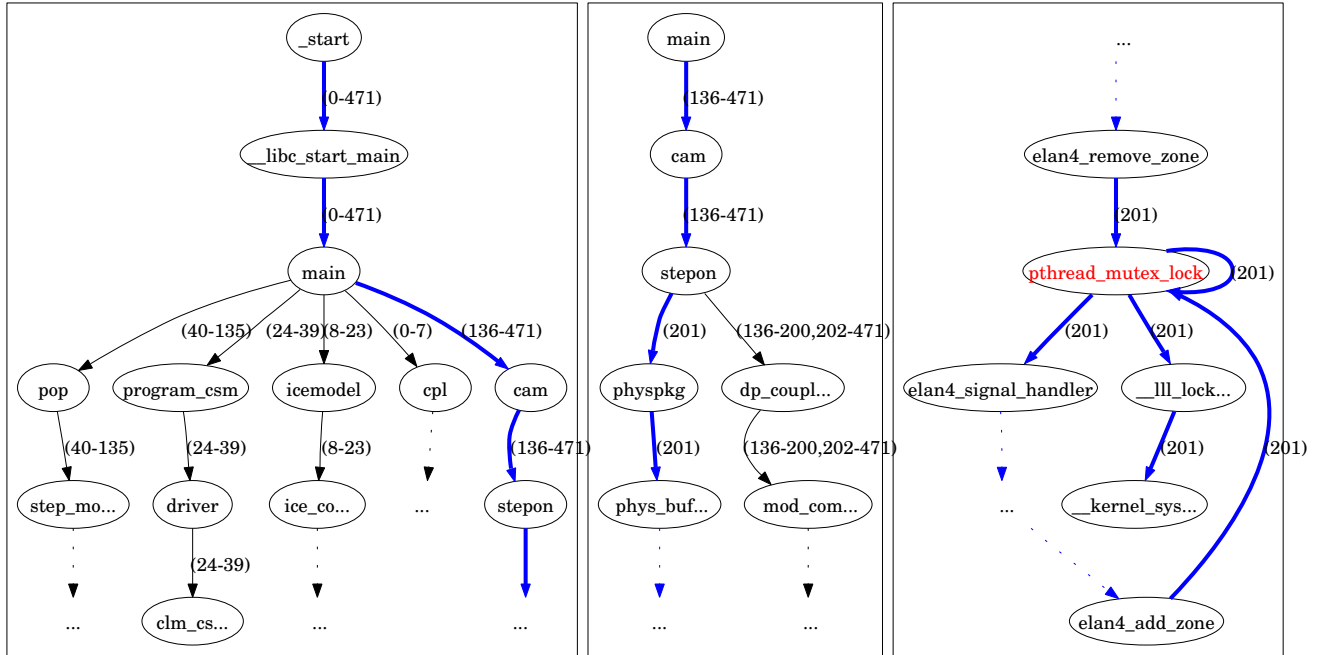 _start
(0-471)
__libc_start_main
(0-471)
main
(40-135)
(24-39)
(8-23)
(0-7)
(136-471)
pop
program_csm
icemodel
cpl
cam
(40-135)
(24-39)
(8-23)
(136-471)
step_mo...
driver
ice_co...
...
stepon
(24-39)
...
clm_cs...
...
...
main
(136-471)
cam
(136-471)
stepon
(201)
(136-200,202-471)
physpkg
dp_coupl...
(201)
(136-200,202-471)
phys_buf...
mod_com...
...
...
...
elan4_remove_zone
(201)
pthread_mutex_lock
(201)
(201)
(201)
elan4_signal_handler
__lll_lock...
(201)
(201)
...
__kernel_sys...
elan4_add_zone